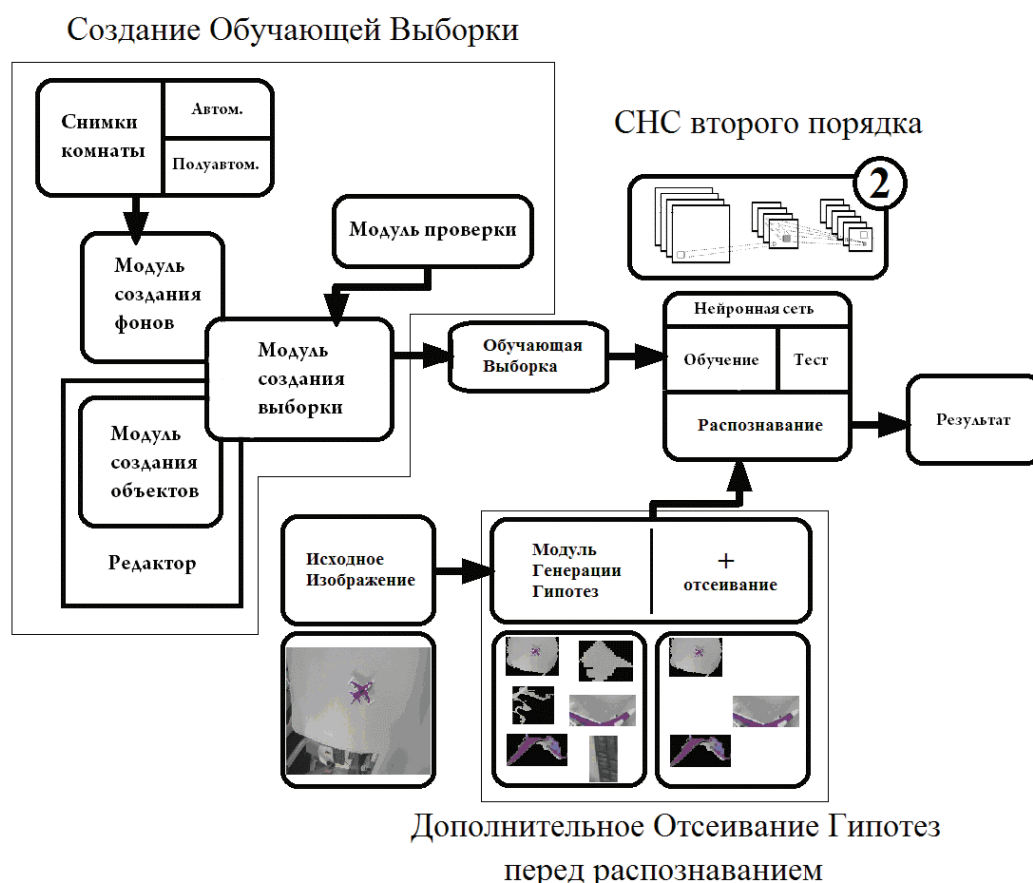 Создание Обучающей Выборки
Снимки
комнаты
Автом.
Полуавтом.
Модуль
создания
фонов
Модуль проверки
Модуль
создания
выборки
Модуль
создания
объектов
Редактор
СНС второго порядка
2
Обучающая
Выборка
Нейронная сеть
Обучение
Тест
Распознавание
Результат
Исходное
Изображение
Модуль
Генерации
Гипотез
+
отсеивание
Дополнительное Отсеивание Гипотез
перед распознаванием